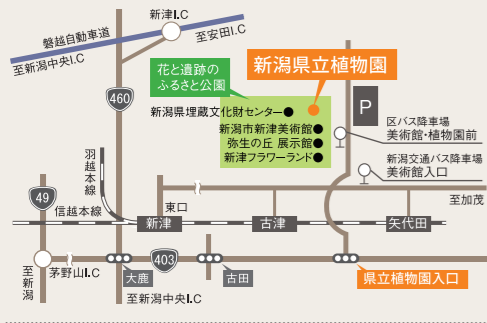 新津I.C
磐越自動車道
至安田I.C
至新潟中央I.C
花と遺跡の
ふるさと公園
新潟県立植物園
460
新潟県埋蔵文化財センター●
P
新潟市新津美術館●
弥生の丘 展示館●
新津フラワーランド●
区バス降車場
美術館・植物園前
新潟交通バス降車場
美術館入口
羽越本線
49
信越本線
東口
至加茂
新津
古津
矢代田
至新潟
茅野山I.C
403
大鹿
古田
県立植物園入口
至新潟中央I.C